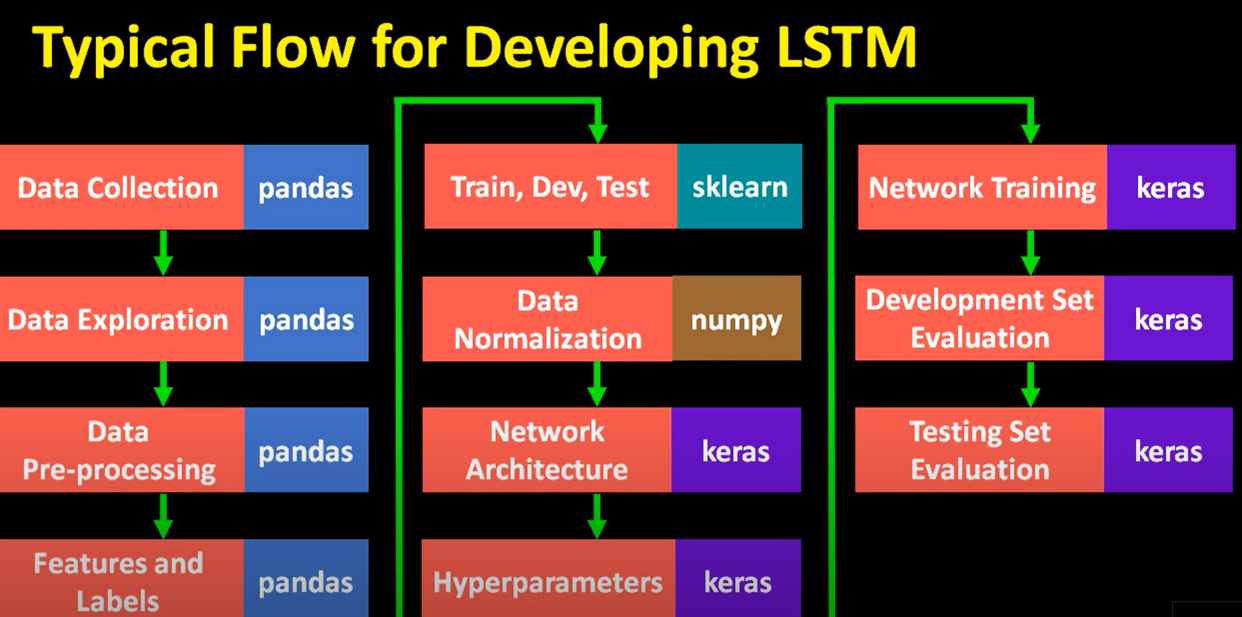 Typical Flow for Developing LSTM
Data Collection
pandas
Data Exploration
pandas
Data
Pre-processing
pandas
Features and
Labels
pandas
Train, Dev, Test
sklearn
Data
Normalization
numpy
Network
Architecture
keras
Hyperparameters
keras
Network Training
keras
Development Set
Evaluation
keras
Testing Set
Evaluation
keras